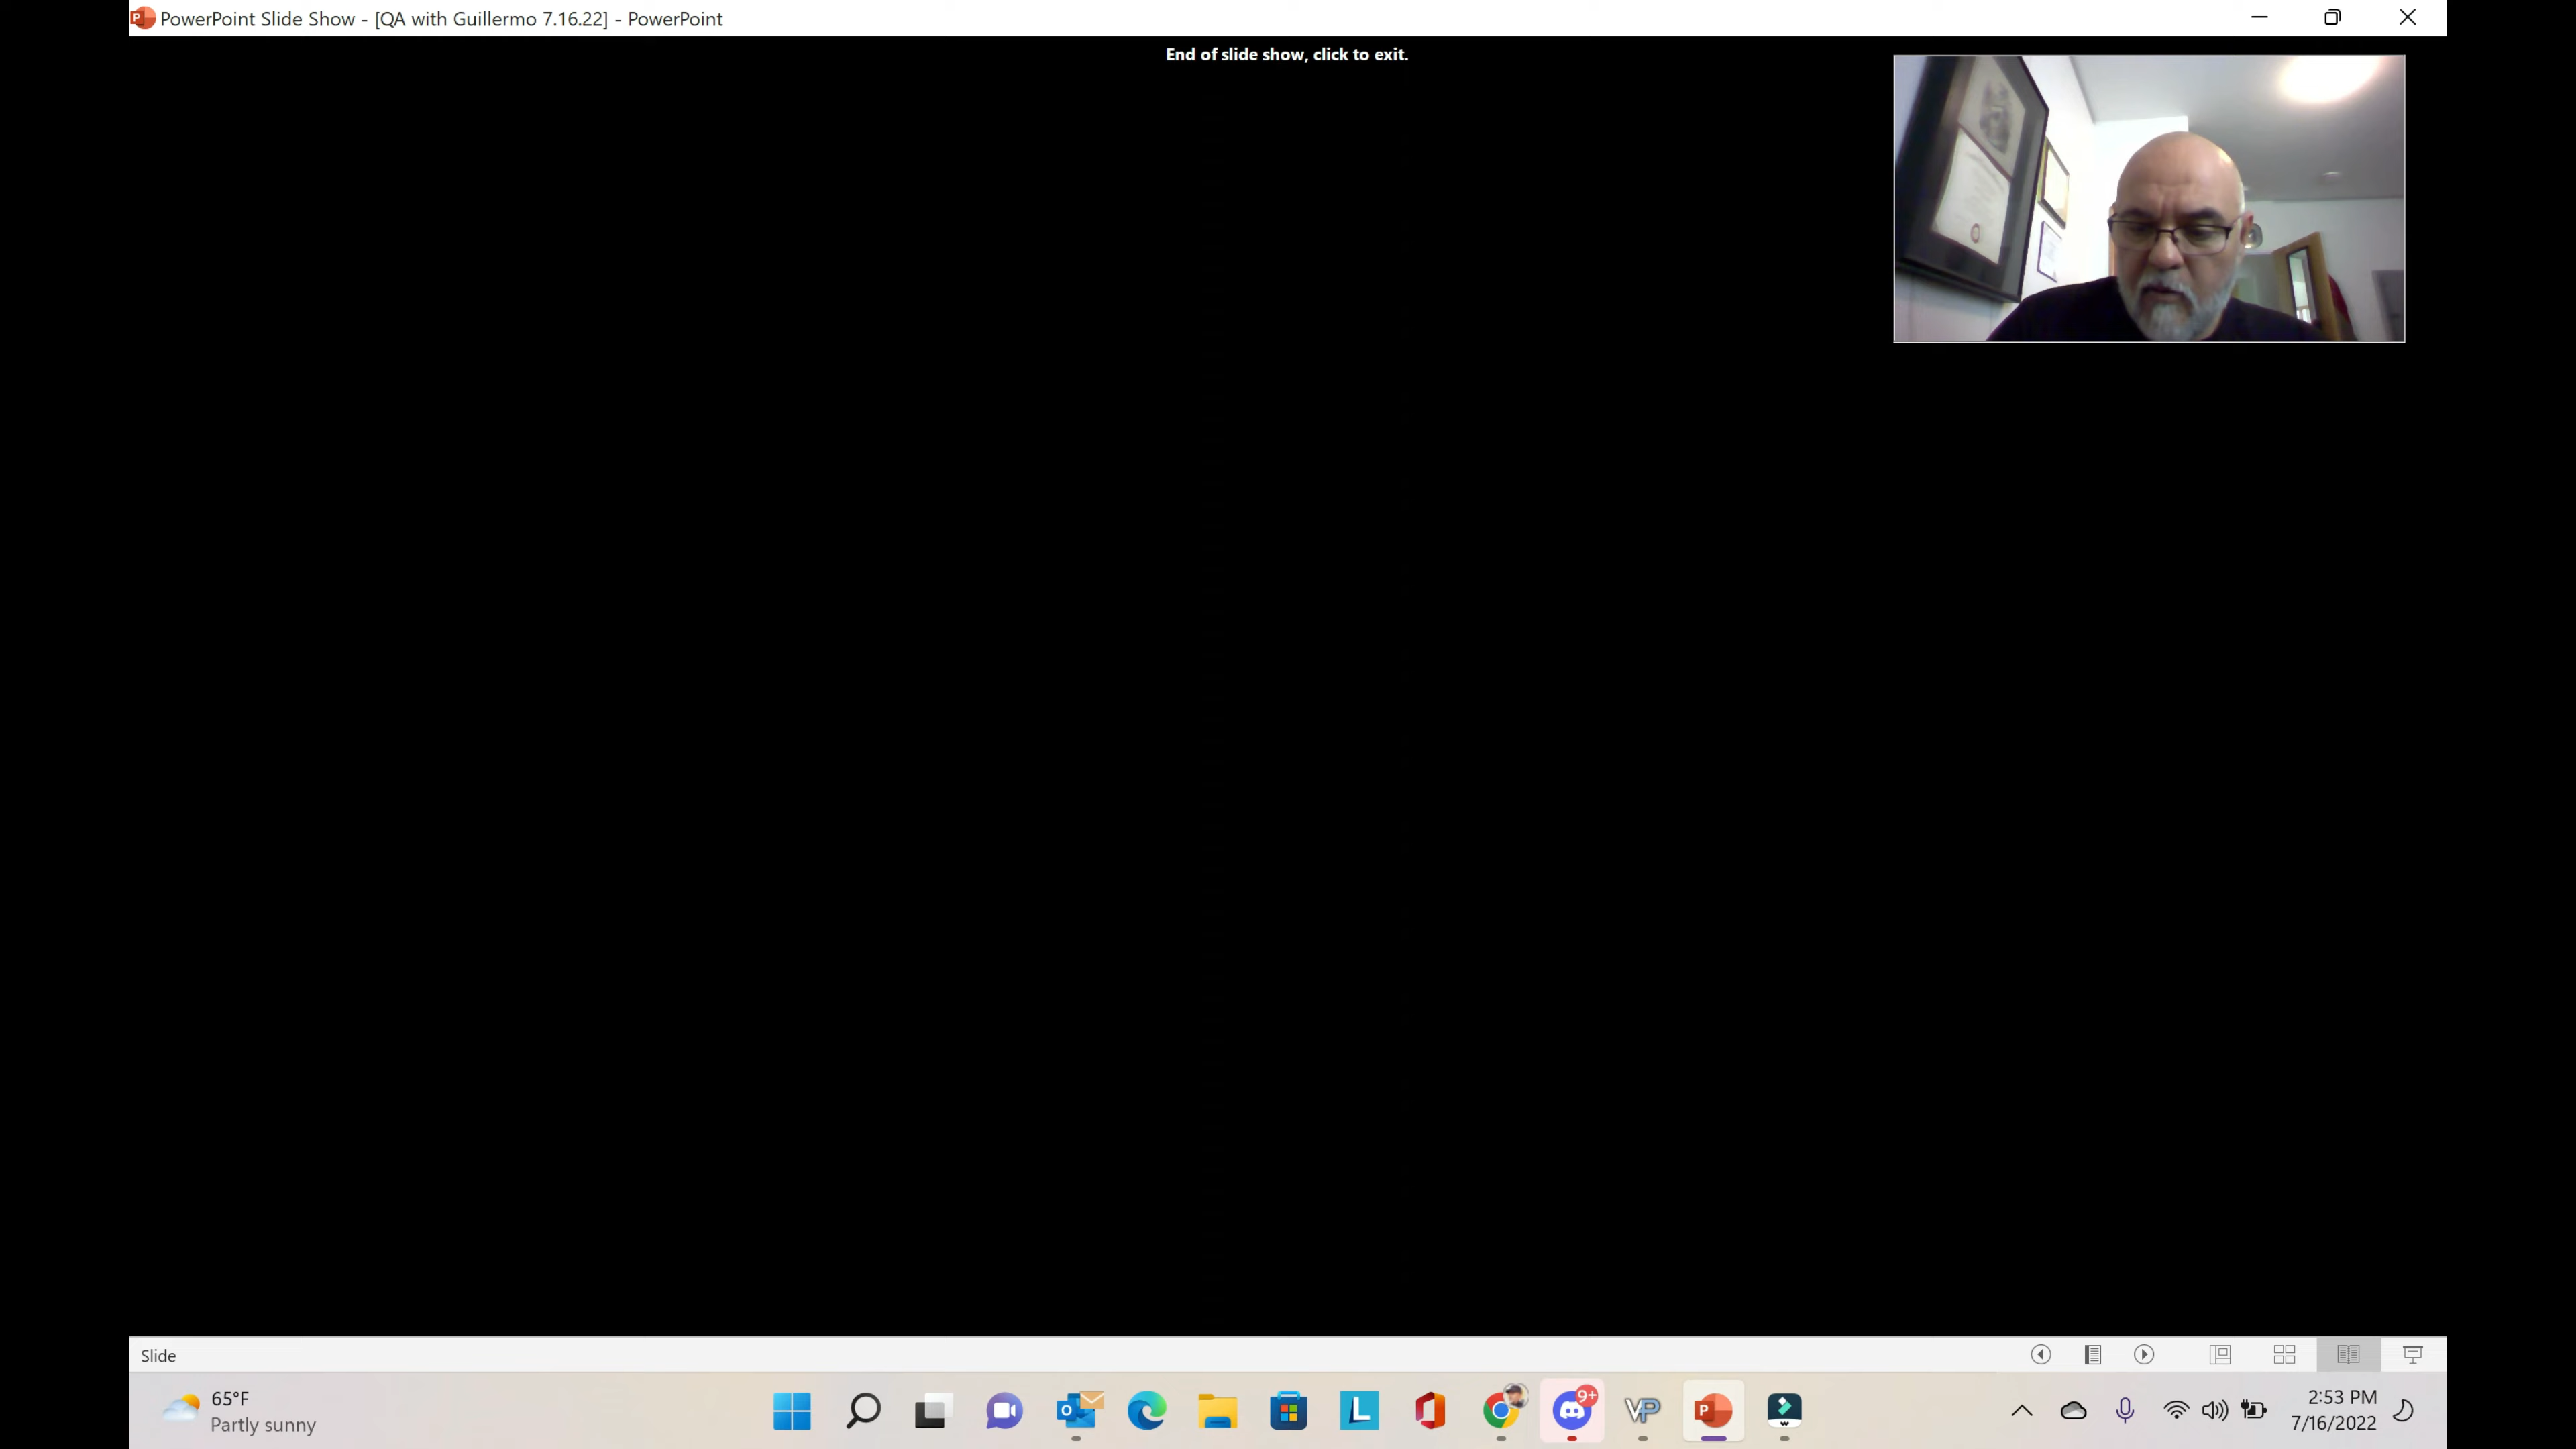 PowerPoint Slide Show - [QA with Guillermo 7.16.22] - PowerPoint
End of slide show, click to exit.
Slide
65°F
Partly sunny
9+
2:53 PM
7/16/2022